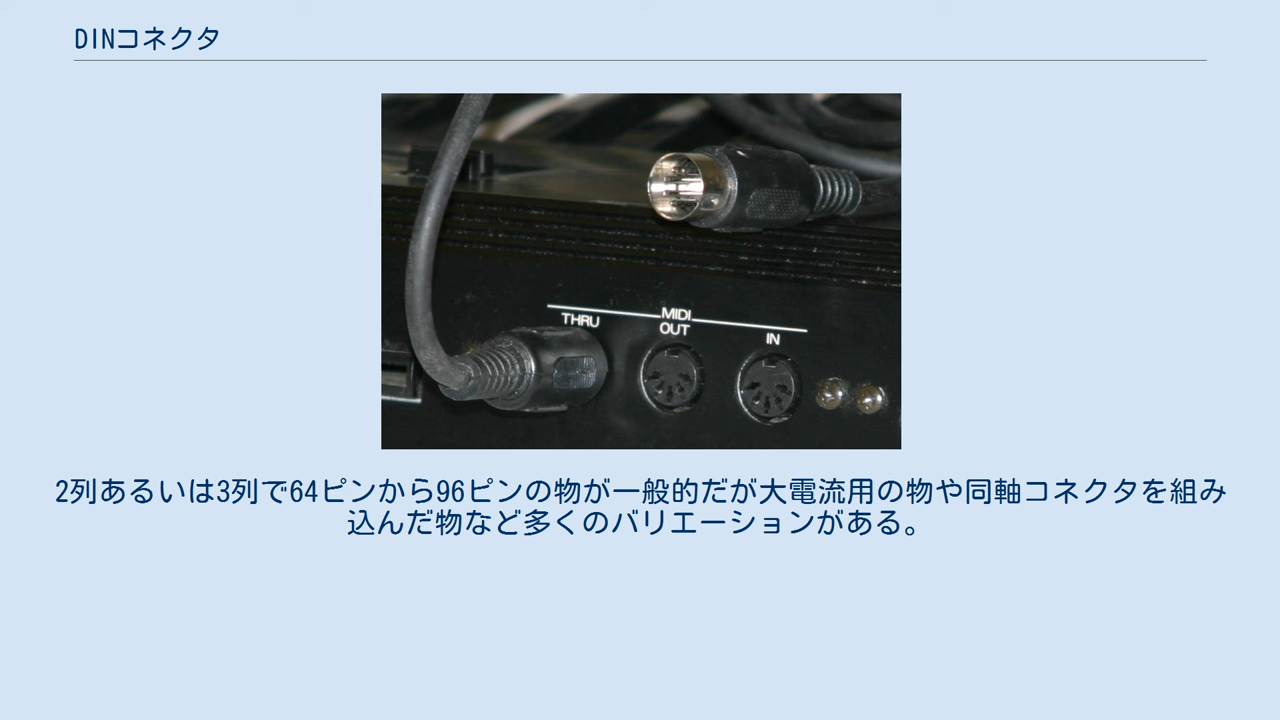 DINコネクタ
MIDI
THRU OUT IN
2列あるいは3列で64ピンから96ピンの物が一般的だが大電流用の物や同軸コネクタを組み
込んだ物など多くのバリエーションがある。